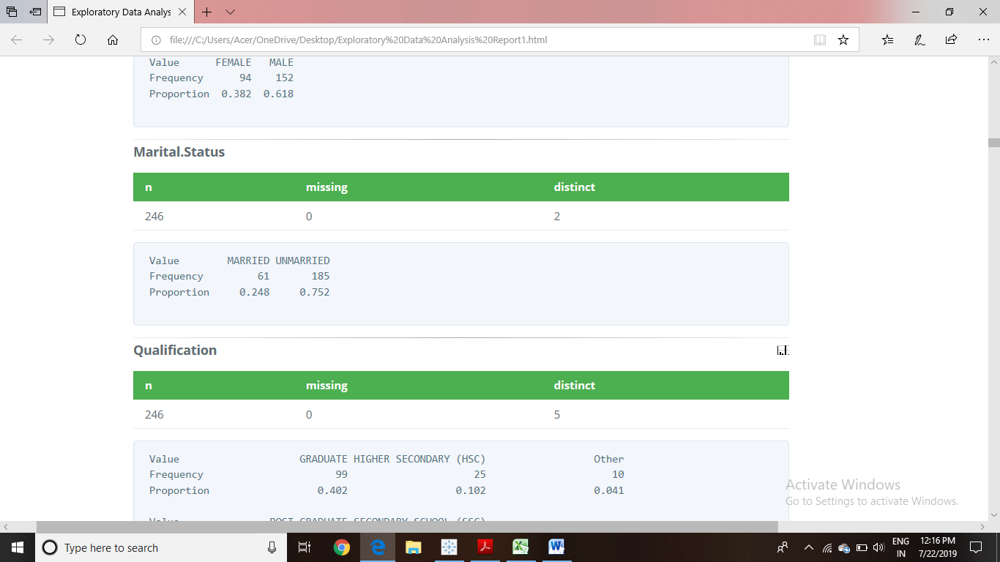 Exploratory Data Analys
file:///C:/Users/Acer/OneDrive/Desktop/Exploratory%20Data%20Analysis%20Report1.html
Value FEMALE MALE
Frequency 94 152
Proportion 0.382 0.618
Marital.Status
n missing distinct
246 0 2
Value MARRIED UNMARRIED
Frequency 61 185
Proportion 0.248 0.752
Qualification
n missing distinct
246 0 5
Value GRADUATE HIGHER SECONDARY (HSC) Other
Frequency 99 25 10
Proportion 0.402 0.102 0.041
Value POST GRADUATE SECONDARY SCHOOL (SSC)
Activate Windows
Go to Settings to activate Windows.
Type here to search
ENG
IN
12:16 PM
7/22/2019